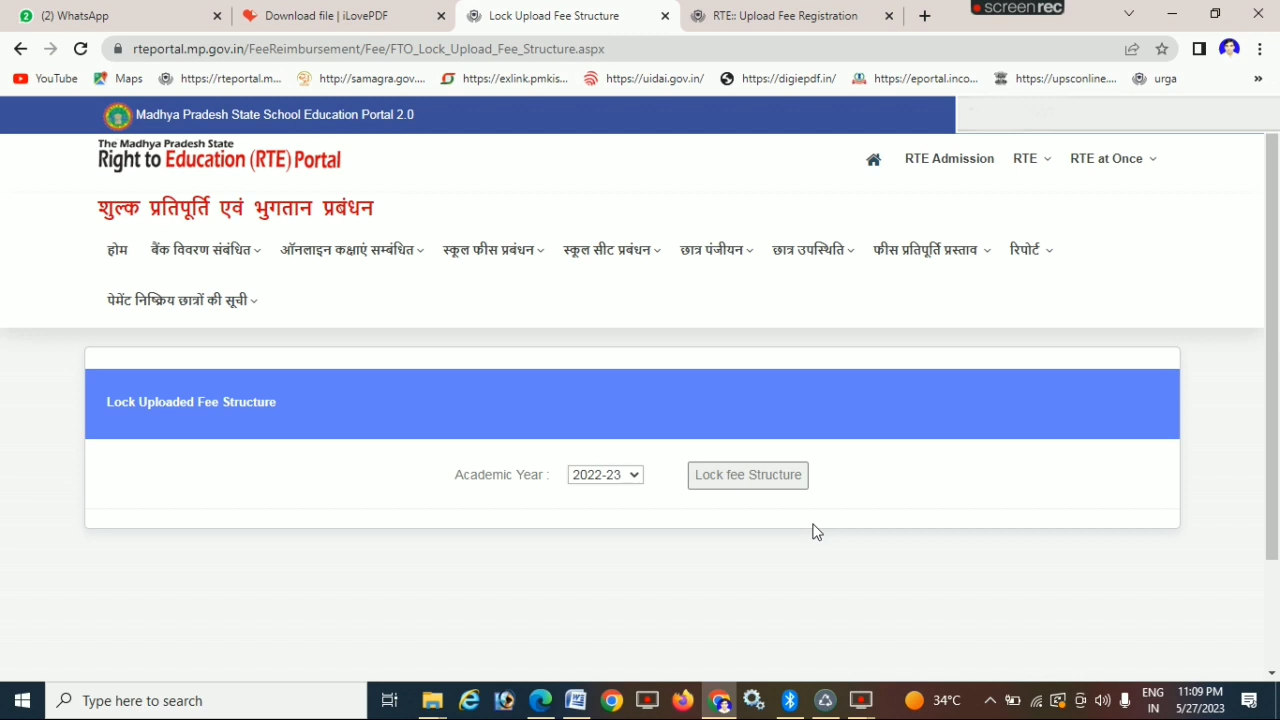 (2) WhatsApp
Download file | iLovePDF
Lock Upload Fee Structure
RTE:: Upload Fee Registration
screenrec
rteportal.mp.gov.in/FeeReimbursement/Fee/FTO_Lock_Upload_Fee_Structure.aspx
YouTube
Maps
https://rteportal.m...
http://samagra.gov....
https://exlink.pmkis...
https://uidai.gov.in/
https://digiepdf.in/
https://eportal.inco...
https://upsconline....
urga
Madhya Pradesh State School Education Portal 2.0
The Madhya Pradesh State
Right to Education (RTE) Portal
RTE Admission
RTE
RTE at Once
शुल्क प्रतिपूर्ति एवं भुगतान प्रबंधन
होम
बैंक विवरण संबंधित
ऑनलाइन कक्षाएं सम्बंधित
स्कूल फीस प्रबंधन
स्कूल सीट प्रबंधन
छात्र पंजीयन
छात्र उपस्थिति
फीस प्रतिपूर्ति प्रस्ताव
रिपोर्ट
पेमेंट निष्क्रिय छात्रों की सूची
Lock Uploaded Fee Structure
Academic Year :
2022-23
Lock fee Structure
Type here to search
34°C
ENG
IN
11:09 PM
5/27/2023